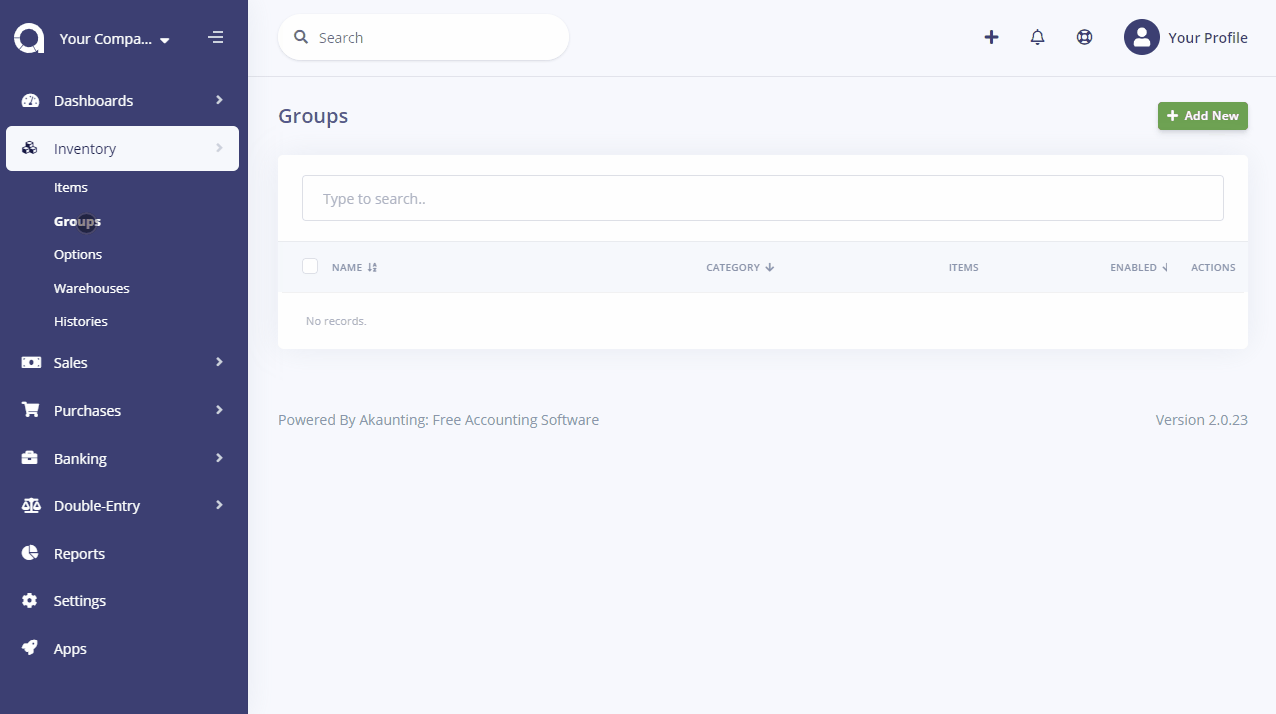 Your Compa...
Search
Your Profile
Dashboards
Inventory
Items
Groups
Options
Warehouses
Histories
Sales
Purchases
Banking
Double-Entry
Reports
Settings
Apps
Groups
Add New
Type to search..
NAME CATEGORY ITEMS ENABLED ACTIONS
No records.
Powered By Akaunting: Free Accounting Software
Version 2.0.23